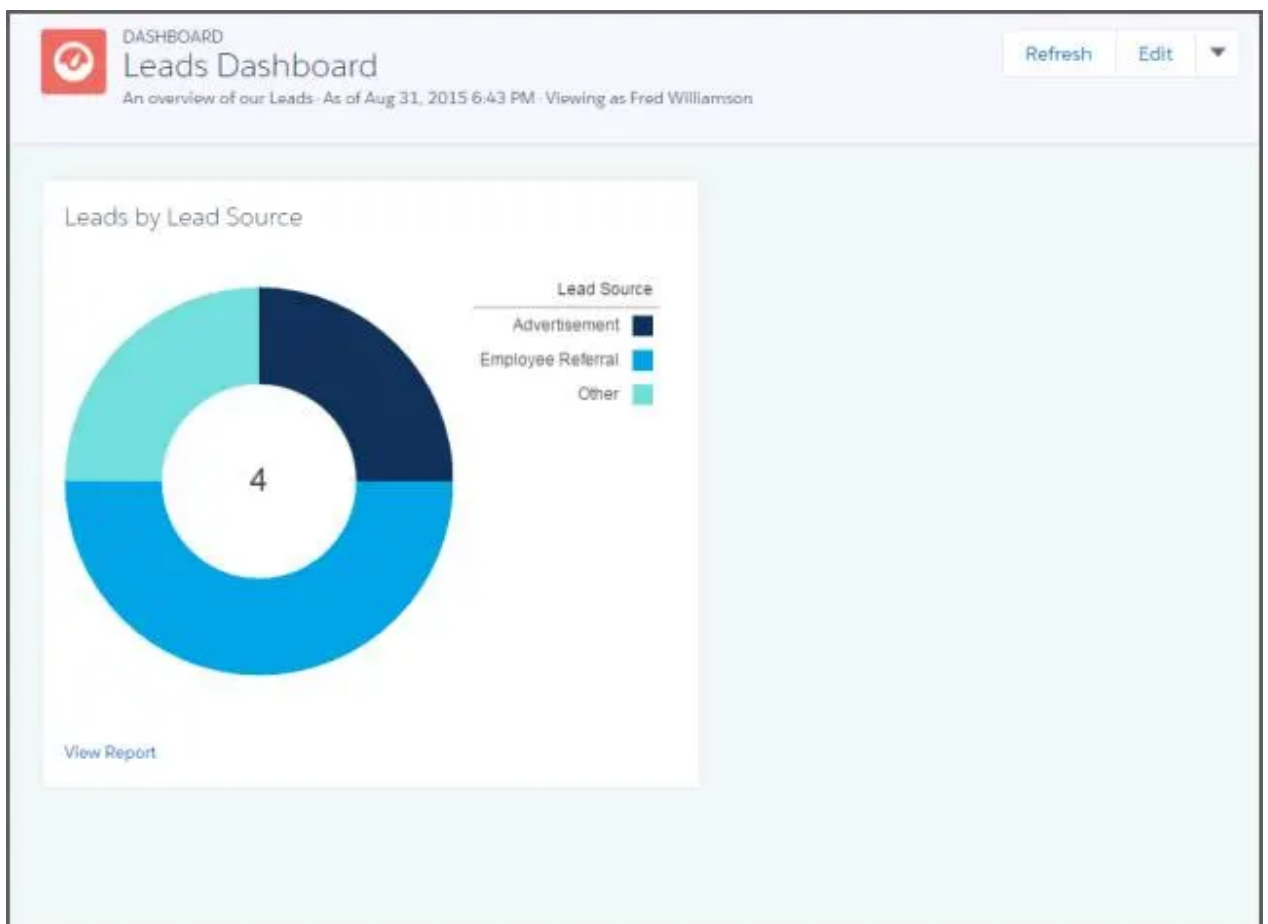 DASHBOARD
Leads Dashboard
An overview of our Leads · As of Aug 31, 2015 6:43 PM · Viewing as Fred Williamson
Refresh
Edit
Leads by Lead Source
Lead Source
Advertisement
Employee Referral
Other
4
View Report